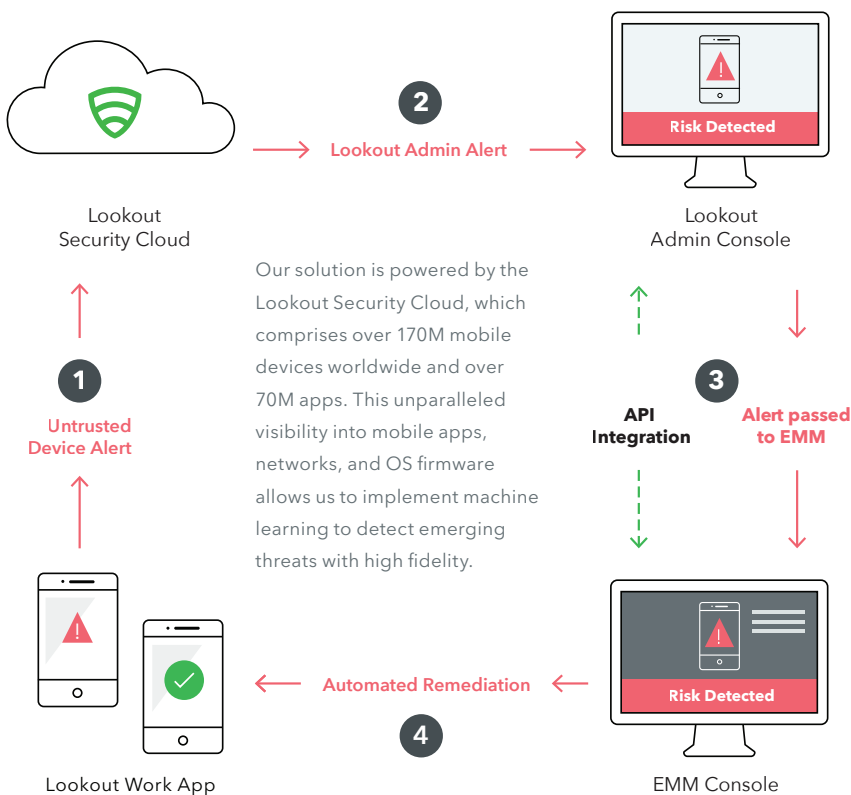 2
Lookout Admin Alert
Risk Detected
Lookout
Security Cloud
Lookout
Admin Console
Our solution is powered by the
Lookout Security Cloud, which
comprises over 170M mobile
devices worldwide and over
70M apps. This unparalleled
visibility into mobile apps,
networks, and OS firmware
allows us to implement machine
learning to detect emerging
threats with high fidelity.
1
Untrusted
Device Alert
3
API
Integration
Alert passed
to EMM
Automated Remediation
4
Risk Detected
Lookout Work App
EMM Console